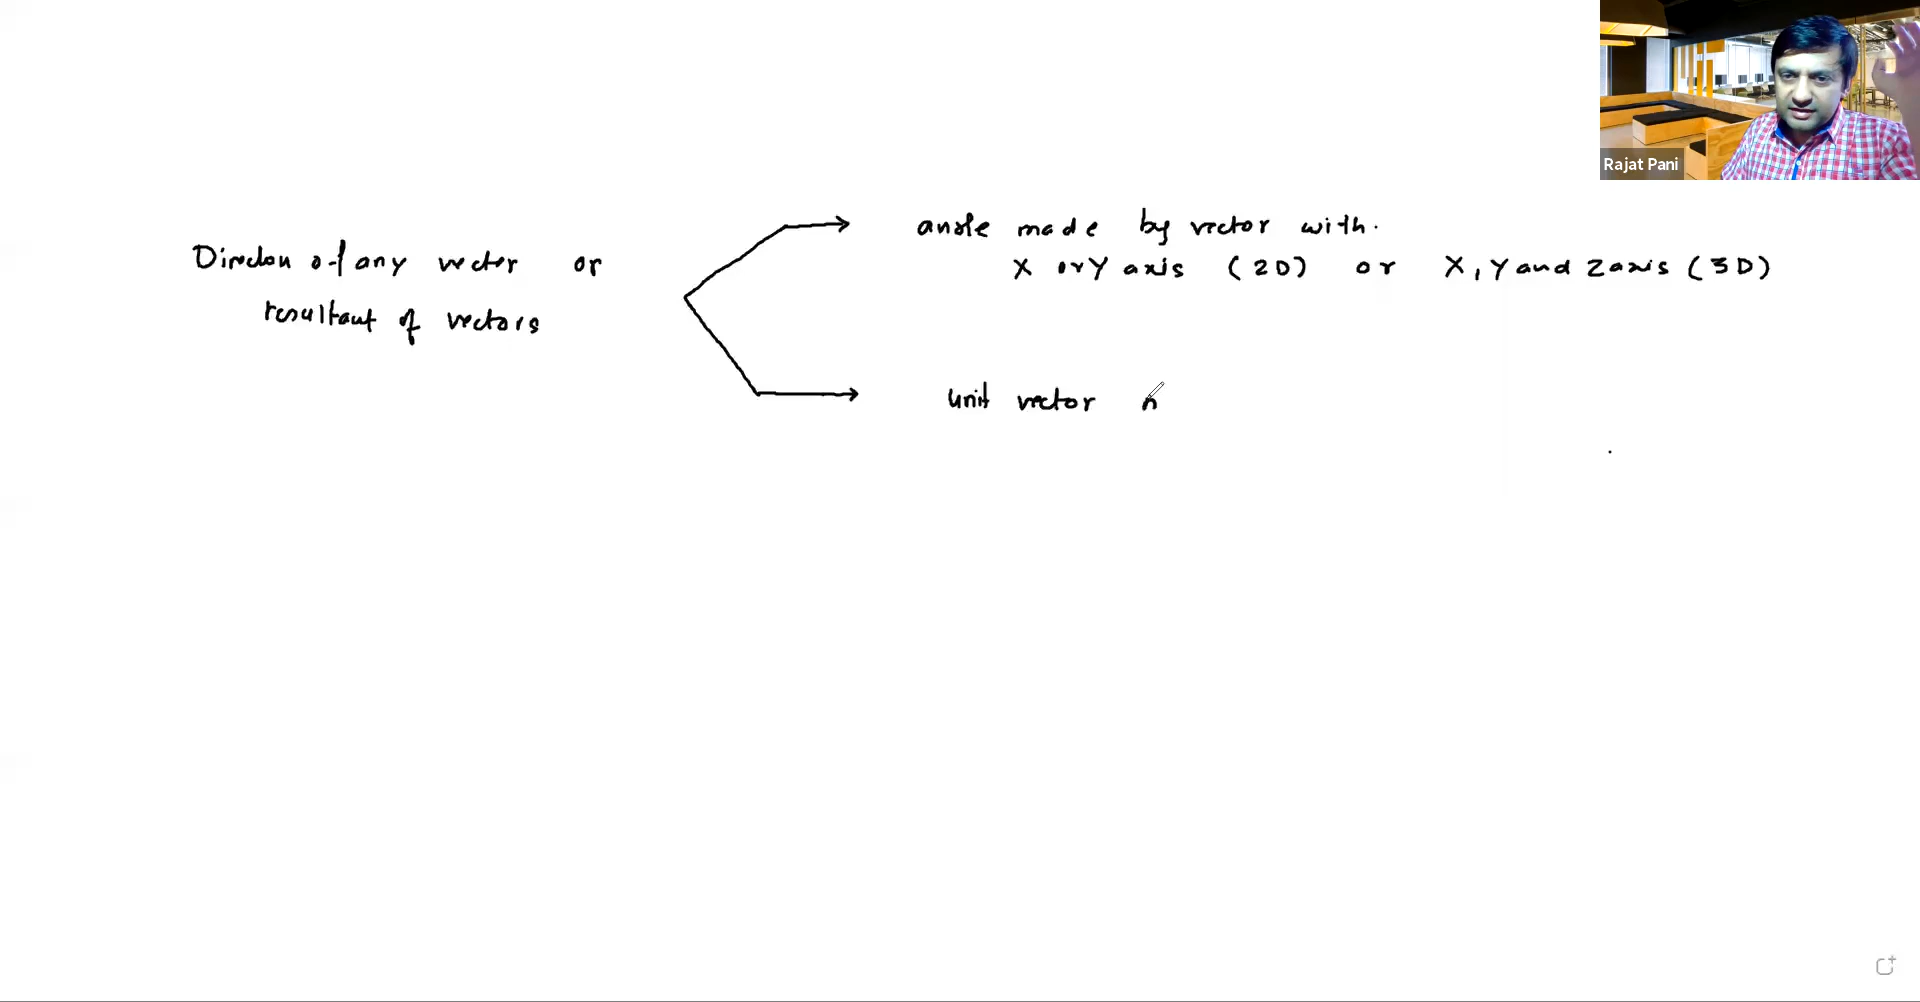 Rajat Pani
Direction of any vector or
resultant of vectors
angle made by vector with.
X or Y axis (2D) or X, Y and Z axis (3D)
unit vector n